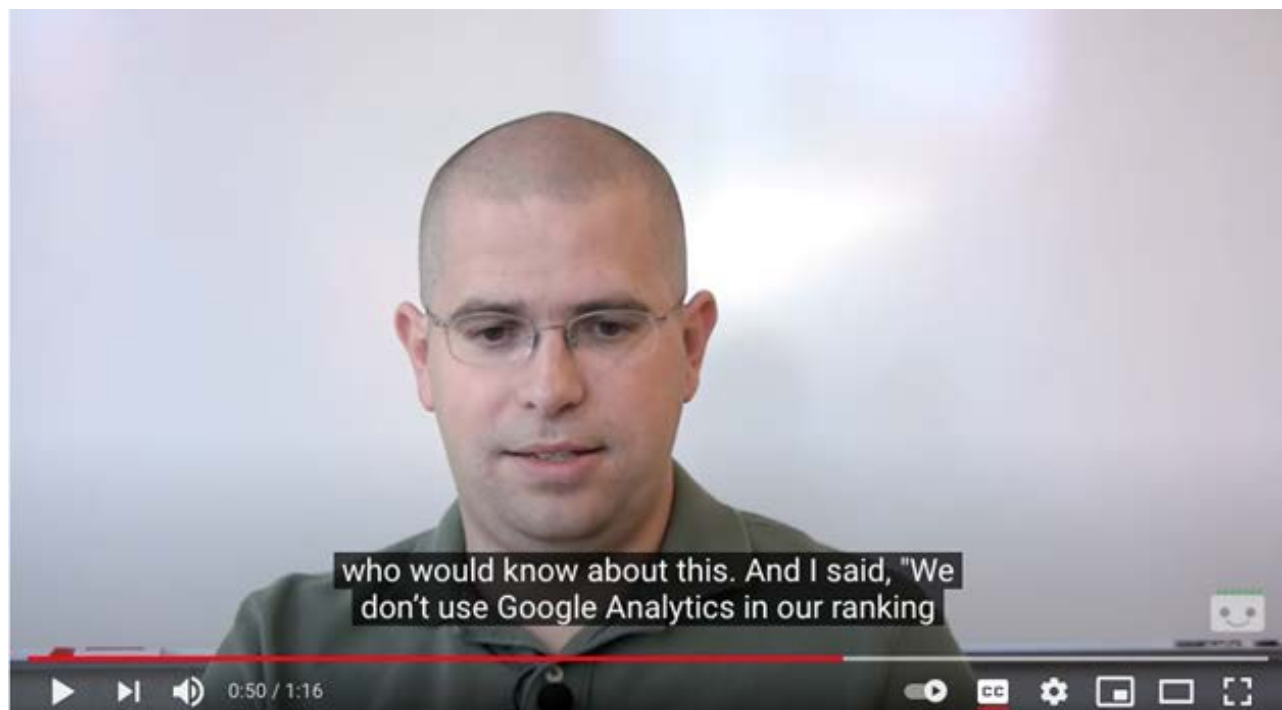 who would know about this. And I said, "We
don’t use Google Analytics in our ranking
0:50 / 1:16
CC